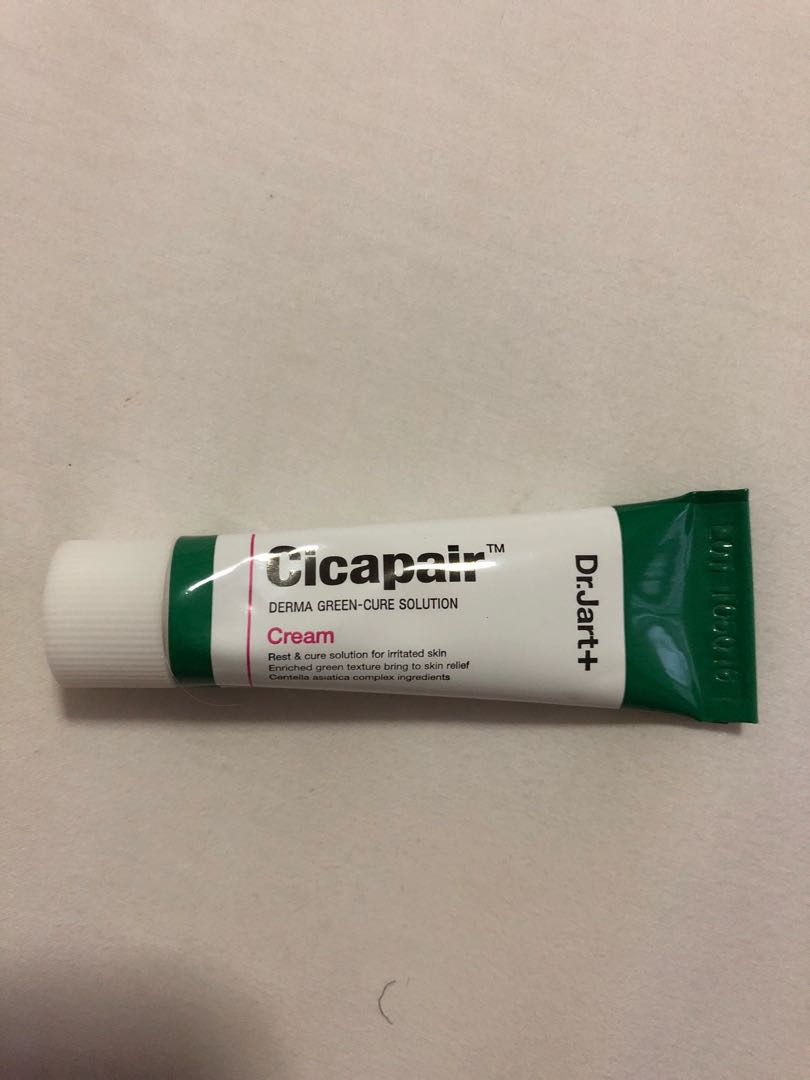 Cicapair™
DERMA GREEN-CURE SOLUTION
Cream
Rest & cure solution for irritated skin
Enriched green texture bring to skin relief
Centella asiatica complex ingredients
Dr.Jart+